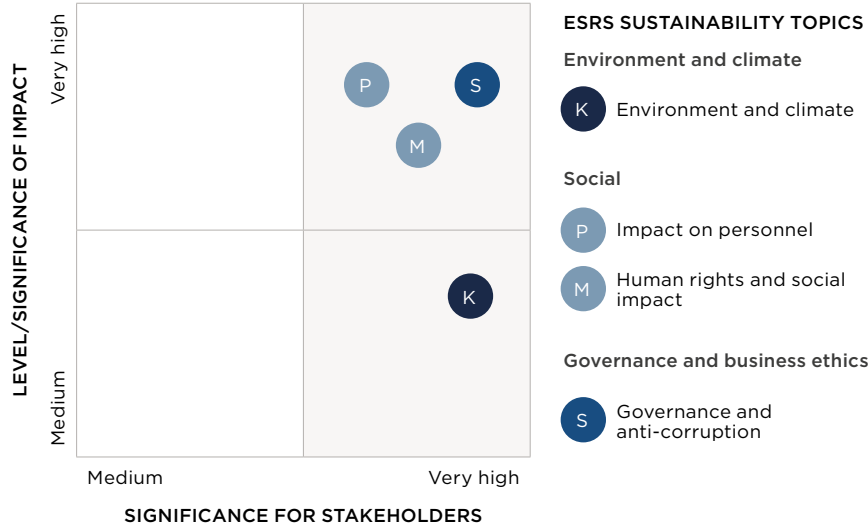 LEVEL/SIGNIFICANCE OF IMPACT
Very high
Medium
P
S
M
K
Medium
Very high
SIGNIFICANCE FOR STAKEHOLDERS
ESRS SUSTAINABILITY TOPICS
Environment and climate
K
Environment and climate
Social
P
Impact on personnel
M
Human rights and social
impact
Governance and business ethics
S
Governance and
anti-corruption